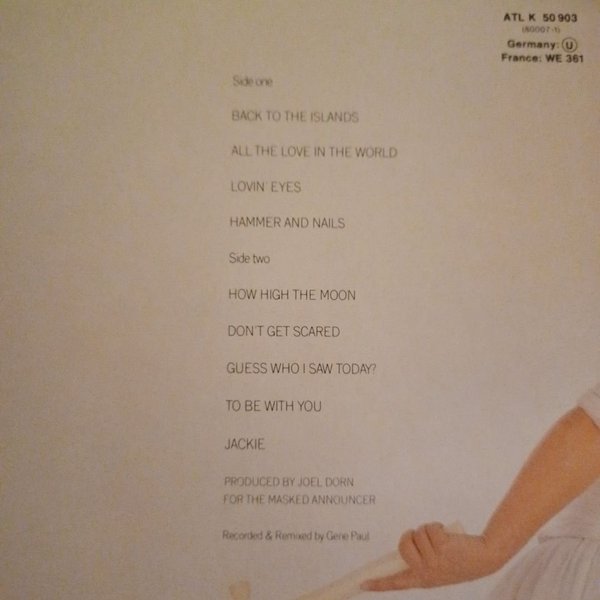 ATL K 50 903
(80007-1)
Germany: U
France: WE 361
Side one
BACK TO THE ISLANDS
ALL THE LOVE IN THE WORLD
LOVIN' EYES
HAMMER AND NAILS
Side two
HOW HIGH THE MOON
DON'T GET SCARED
GUESS WHO I SAW TODAY?
TO BE WITH YOU
JACKIE
PRODUCED BY JOEL DORN
FOR THE MASKED ANNOUNCER
Recorded & Remixed by Gene Paul